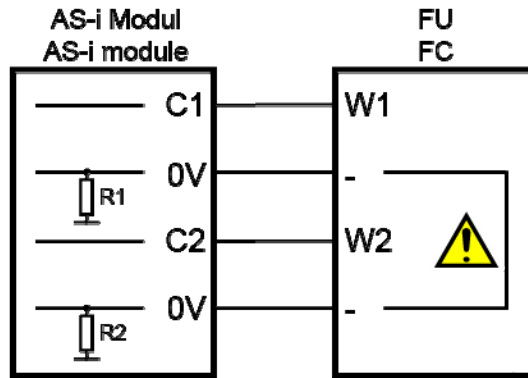 AS-i Modul FU
AS-i module FC
C1 W1
0V -
R1
C2 W2
0V -
R2